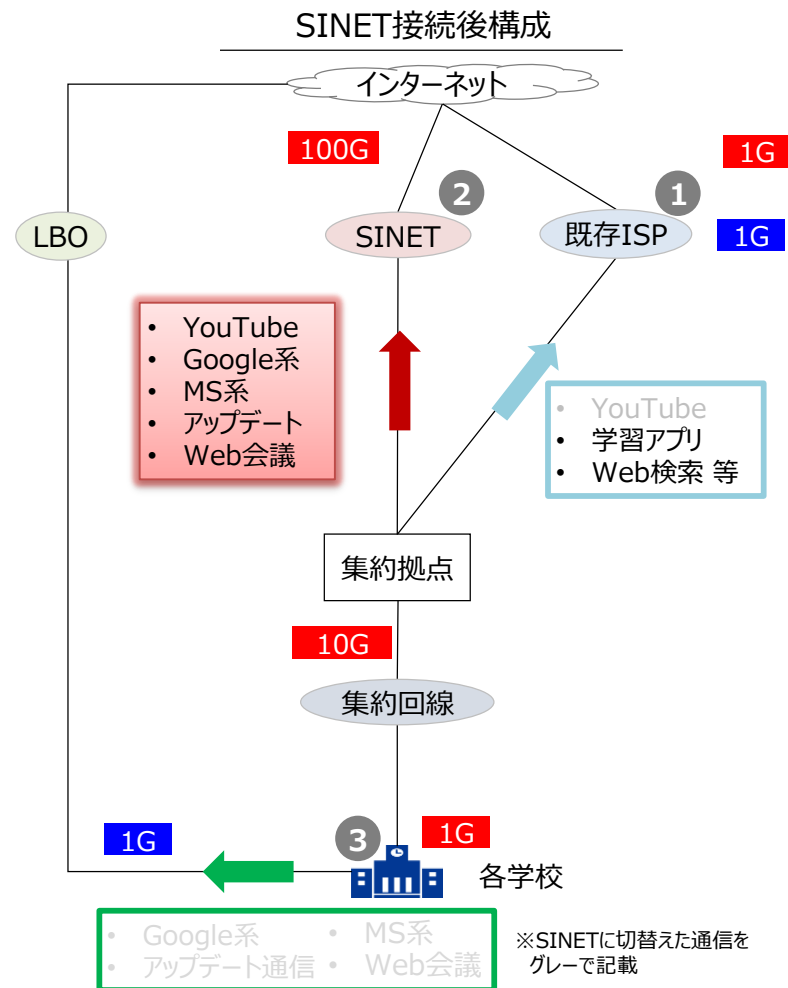 SINET接続後構成
インターネット
100G
1G
② ①
LBO
SINET
既存ISP
1G
• YouTube
• Google系
• MS系
• アップデート
• Web会議
• YouTube
• 学習アプリ
• Web検索 等
集約拠点
10G
集約回線
1G
③
1G
各学校
• Google系 • MS系
• アップデート通信 • Web会議
※SINETに切替えた通信を
グレーで記載